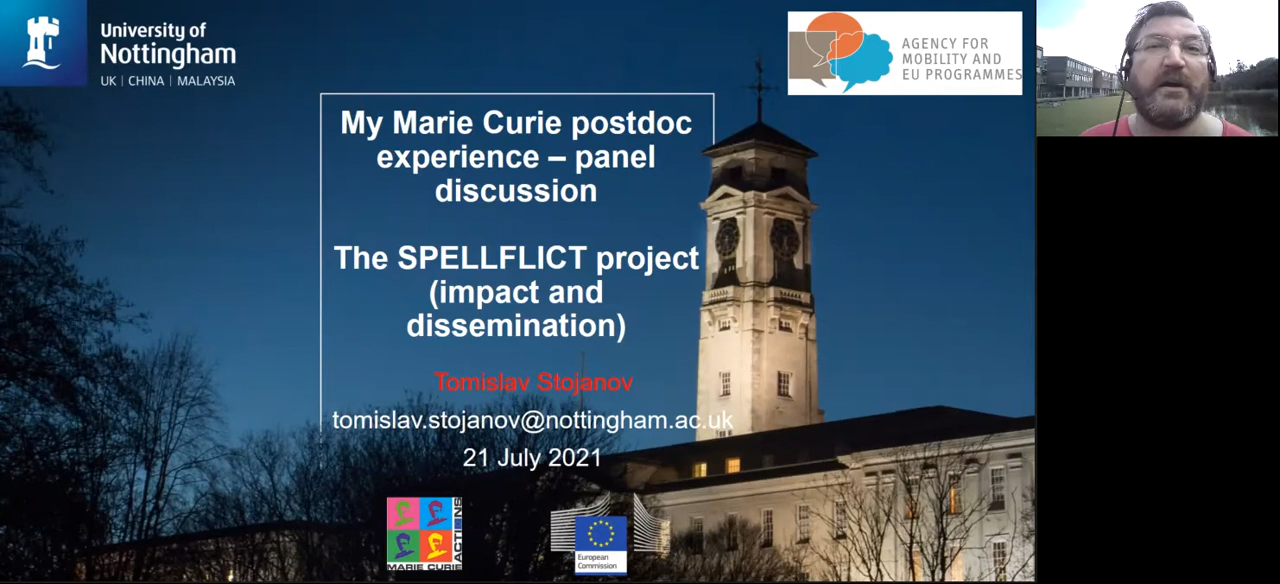 University of
Nottingham
UK | CHINA | MALAYSIA
AGENCY FOR
MOBILITY AND
EU PROGRAMMES
My Marie Curie postdoc
experience – panel
discussion
The SPELLFLICT project
(impact and
dissemination)
Tomislav Stojanov
tomislav.stojanov@nottingham.ac.uk
21 July 2021
MARIE CURIE
ACTIONS
European
Commission